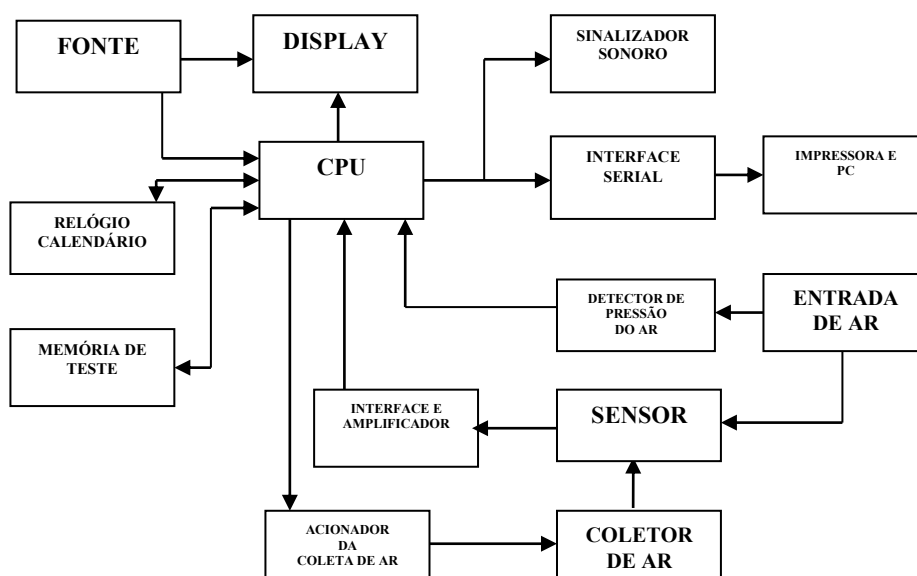 FONTE
DISPLAY
SINALIZADOR
SONORO
CPU
INTERFACE
SERIAL
IMPRESSORA E
PC
RELÓGIO
CALENDÁRIO
DETECTOR DE
PRESSÃO
DO AR
ENTRADA
DE AR
MEMÓRIA DE
TESTE
INTERFACE E
AMPLIFICADOR
SENSOR
ACIONADOR
DA
COLETA DE AR
COLETOR
DE AR